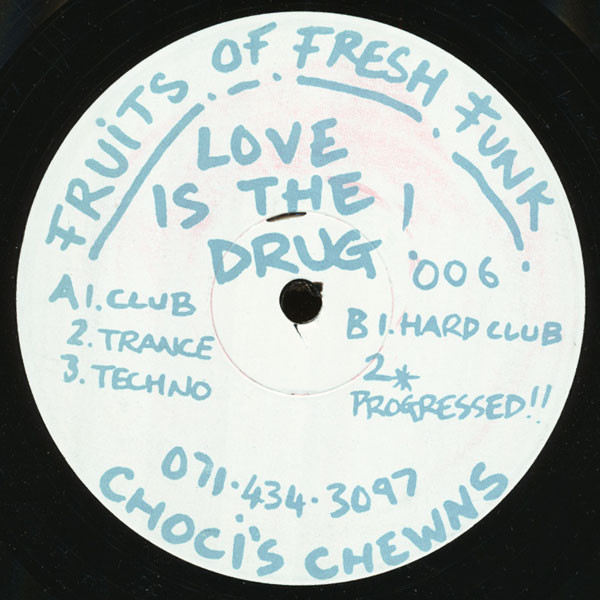 FRUiTS OF FRESH FUNK
LOVE
IS THE !
DRUG
006
A1. CLUB
2. TRANCE
3. TECHNO
B1. HARD CLUB
2*
PROGRESSED!!
071·434·3097
CHOCi'S CHEWNS